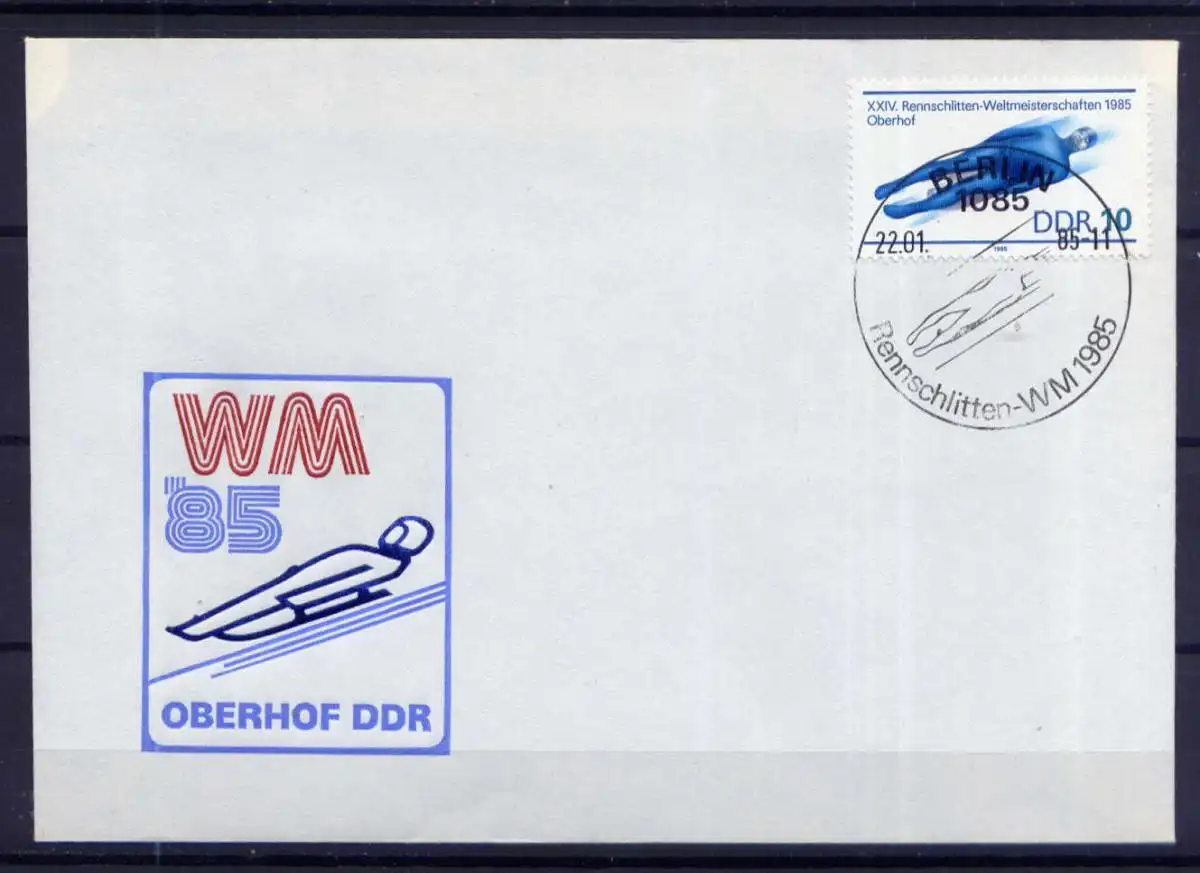 XXIV. Rennschlitten-Weltmeisterschaften 1985
Oberhof
DDR 10
1985
BERLIN
1085
22.01. 85-11
Rennschlitten-WM 1985
WM
'85
OBERHOF DDR